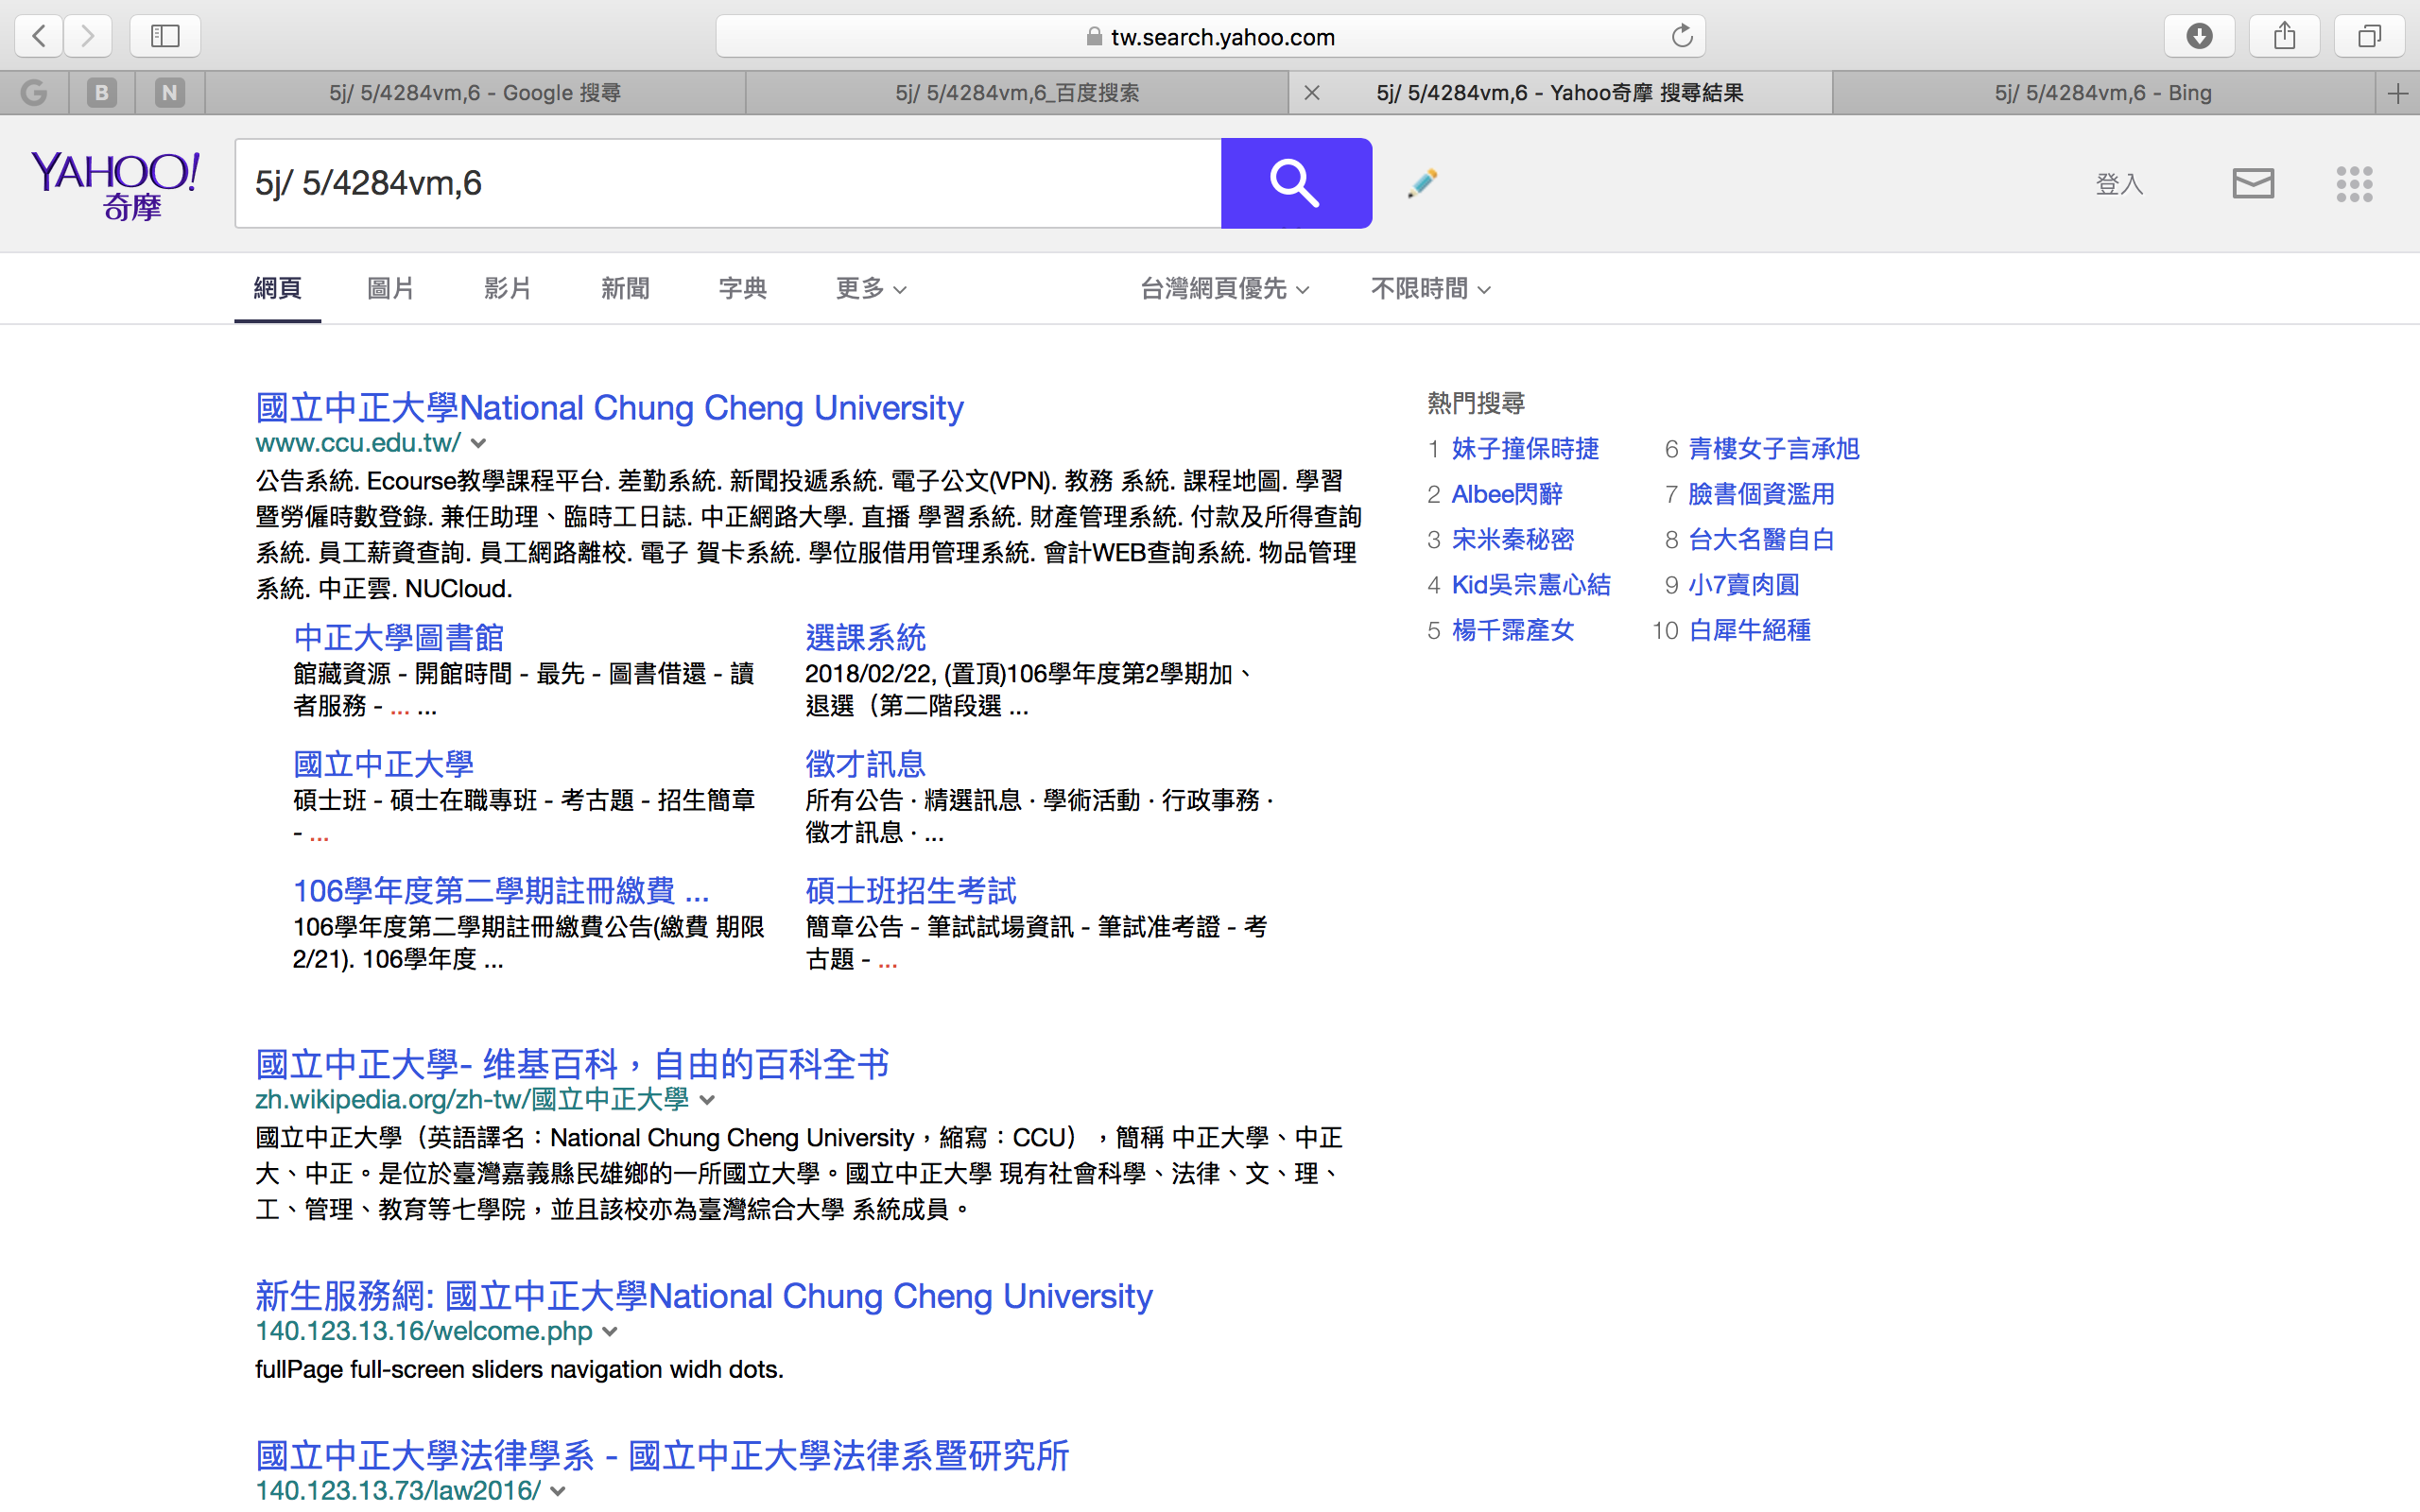 tw.search.yahoo.com
G
B
N
5j/ 5/4284vm,6 - Google 搜尋
5j/ 5/4284vm,6_百度搜索
5j/ 5/4284vm,6 - Yahoo奇摩 搜尋結果
5j/ 5/4284vm,6 - Bing
YAHOO!
奇摩
5j/ 5/4284vm,6
登入
網頁
圖片
影片
新聞
字典
更多
台灣網頁優先
不限時間
國立中正大學National Chung Cheng University
www.ccu.edu.tw/
公告系統. Ecourse教學課程平台. 差勤系統. 新聞投遞系統. 電子公文(VPN). 教務 系統. 課程地圖. 學習
暨勞僱時數登錄. 兼任助理、臨時工日誌. 中正網路大學. 直播 學習系統. 財產管理系統. 付款及所得查詢
系統. 員工薪資查詢. 員工網路離校. 電子 賀卡系統. 學位服借用管理系統. 會計WEB查詢系統. 物品管理
系統. 中正雲. NUCloud.
中正大學圖書館
館藏資源 - 開館時間 - 最先 - 圖書借還 - 讀
者服務 - ... ...
選課系統
2018/02/22, (置頂)106學年度第2學期加、
退選（第二階段選 ...
國立中正大學
碩士班 - 碩士在職專班 - 考古題 - 招生簡章
- ...
徵才訊息
所有公告 · 精選訊息 · 學術活動 · 行政事務 ·
徵才訊息 · ...
106學年度第二學期註冊繳費 ...
106學年度第二學期註冊繳費公告(繳費 期限
2/21). 106學年度 ...
碩士班招生考試
簡章公告 - 筆試試場資訊 - 筆試准考證 - 考
古題 - ...
國立中正大學- 维基百科，自由的百科全书
zh.wikipedia.org/zh-tw/國立中正大學
國立中正大學（英語譯名：National Chung Cheng University，縮寫：CCU），簡稱 中正大學、中正
大、中正。是位於臺灣嘉義縣民雄鄉的一所國立大學。國立中正大學 現有社會科學、法律、文、理、
工、管理、教育等七學院，並且該校亦為臺灣綜合大學 系統成員。
新生服務網: 國立中正大學National Chung Cheng University
140.123.13.16/welcome.php
fullPage full-screen sliders navigation widh dots.
國立中正大學法律學系 - 國立中正大學法律系暨研究所
140.123.13.73/law2016/
熱門搜尋
1 妹子撞保時捷
2 Albee閃辭
3 宋米秦秘密
4 Kid吳宗憲心結
5 楊千霈產女
6 青樓女子言承旭
7 臉書個資濫用
8 台大名醫自白
9 小7賣肉圓
10 白犀牛絕種